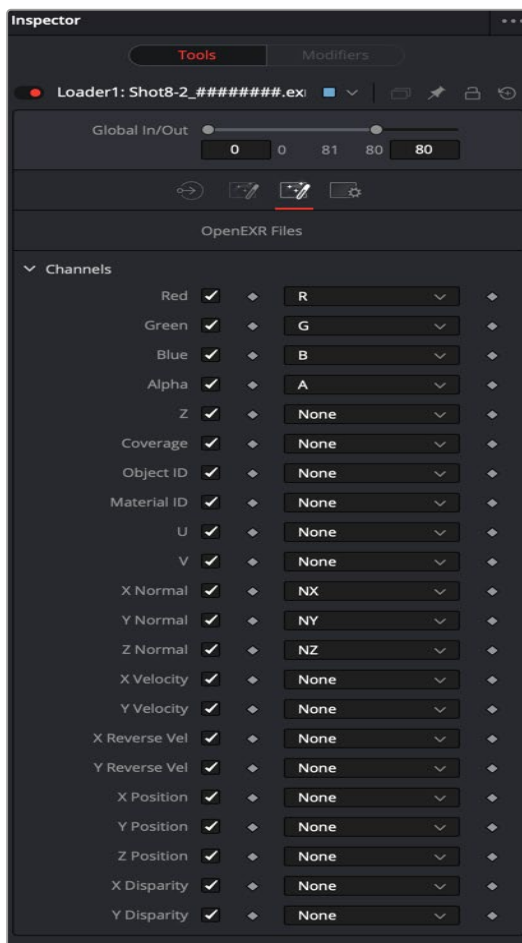 Inspector
Tools Modifiers
Loader1: Shot8-2_########.ex
Global In/Out
0 0 81 80 80
OpenEXR Files
Channels
Red R
Green G
Blue B
Alpha A
Z None
Coverage None
Object ID None
Material ID None
U None
V None
X Normal NX
Y Normal NY
Z Normal NZ
X Velocity None
Y Velocity None
X Reverse Vel None
Y Reverse Vel None
X Position None
Y Position None
Z Position None
X Disparity None
Y Disparity None